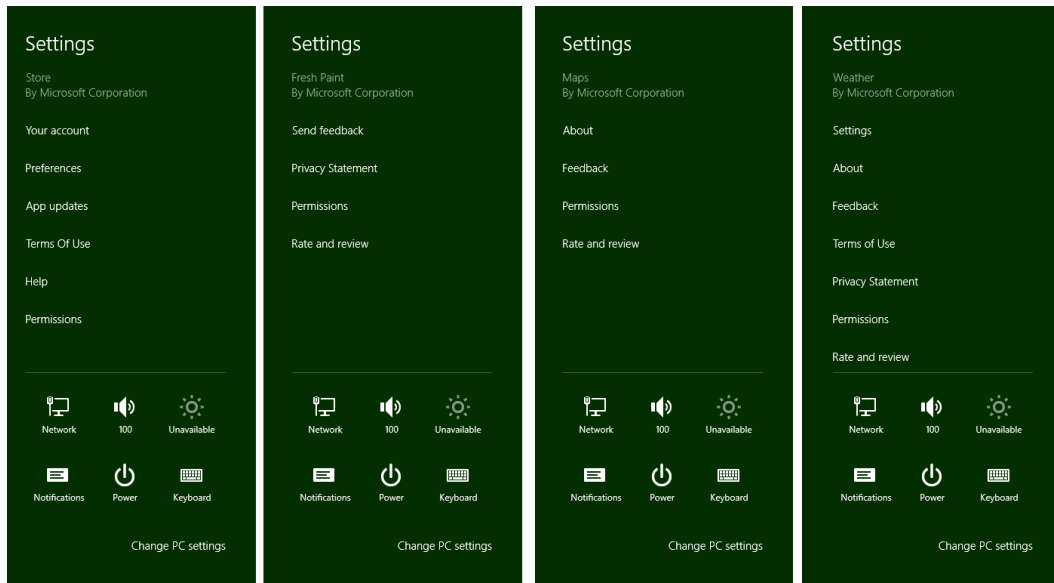 Settings
Store
By Microsoft Corporation
Your account
Preferences
App updates
Terms Of Use
Help
Permissions
Network
100
Unavailable
Notifications
Power
Keyboard
Change PC settings
Settings
Fresh Paint
By Microsoft Corporation
Send feedback
Privacy Statement
Permissions
Rate and review
Network
100
Unavailable
Notifications
Power
Keyboard
Change PC settings
Settings
Maps
By Microsoft Corporation
About
Feedback
Permissions
Rate and review
Network
100
Unavailable
Notifications
Power
Keyboard
Change PC settings
Settings
Weather
By Microsoft Corporation
Settings
About
Feedback
Terms of Use
Privacy Statement
Permissions
Rate and review
Network
100
Unavailable
Notifications
Power
Keyboard
Change PC settings